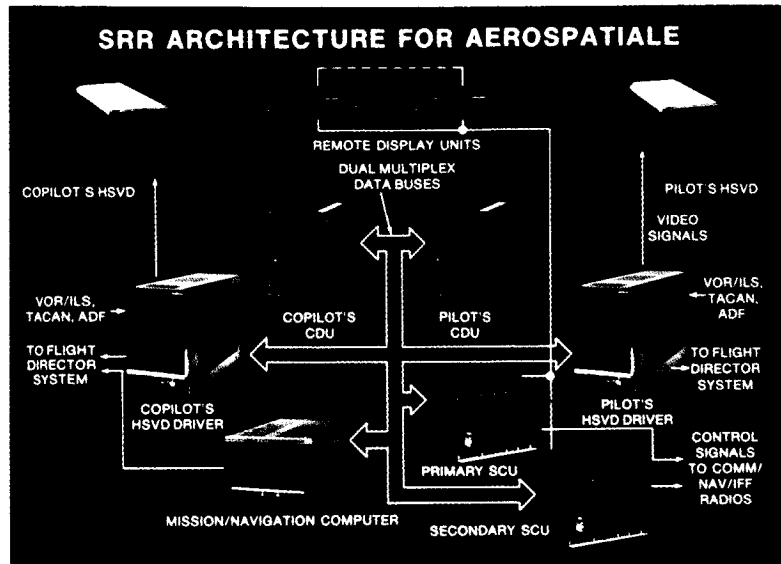 SRR ARCHITECTURE FOR AEROSPATIALE
REMOTE DISPLAY UNITS
DUAL MULTIPLEX
DATA BUSES
COPILOT S HSVD
PILOT S HSVD
VIDEO
SIGNALS
VOR/ILS,
TACAN, ADF
COPILOT'S
CDU
PILOT'S
CDU
VOR/ILS,
TACAN, ADF
TO FLIGHT
DIRECTOR
SYSTEM
TO FLIGHT
DIRECTOR
SYSTEM
COPILOT'S
HSVD DRIVER
PILOT'S
HSVD DRIVER
PRIMARY SCU
CONTROL
SIGNALS
TO COMM/
NAV/IFF
RADIOS
MISSION/NAVIGATION COMPUTER
SECONDARY SCU